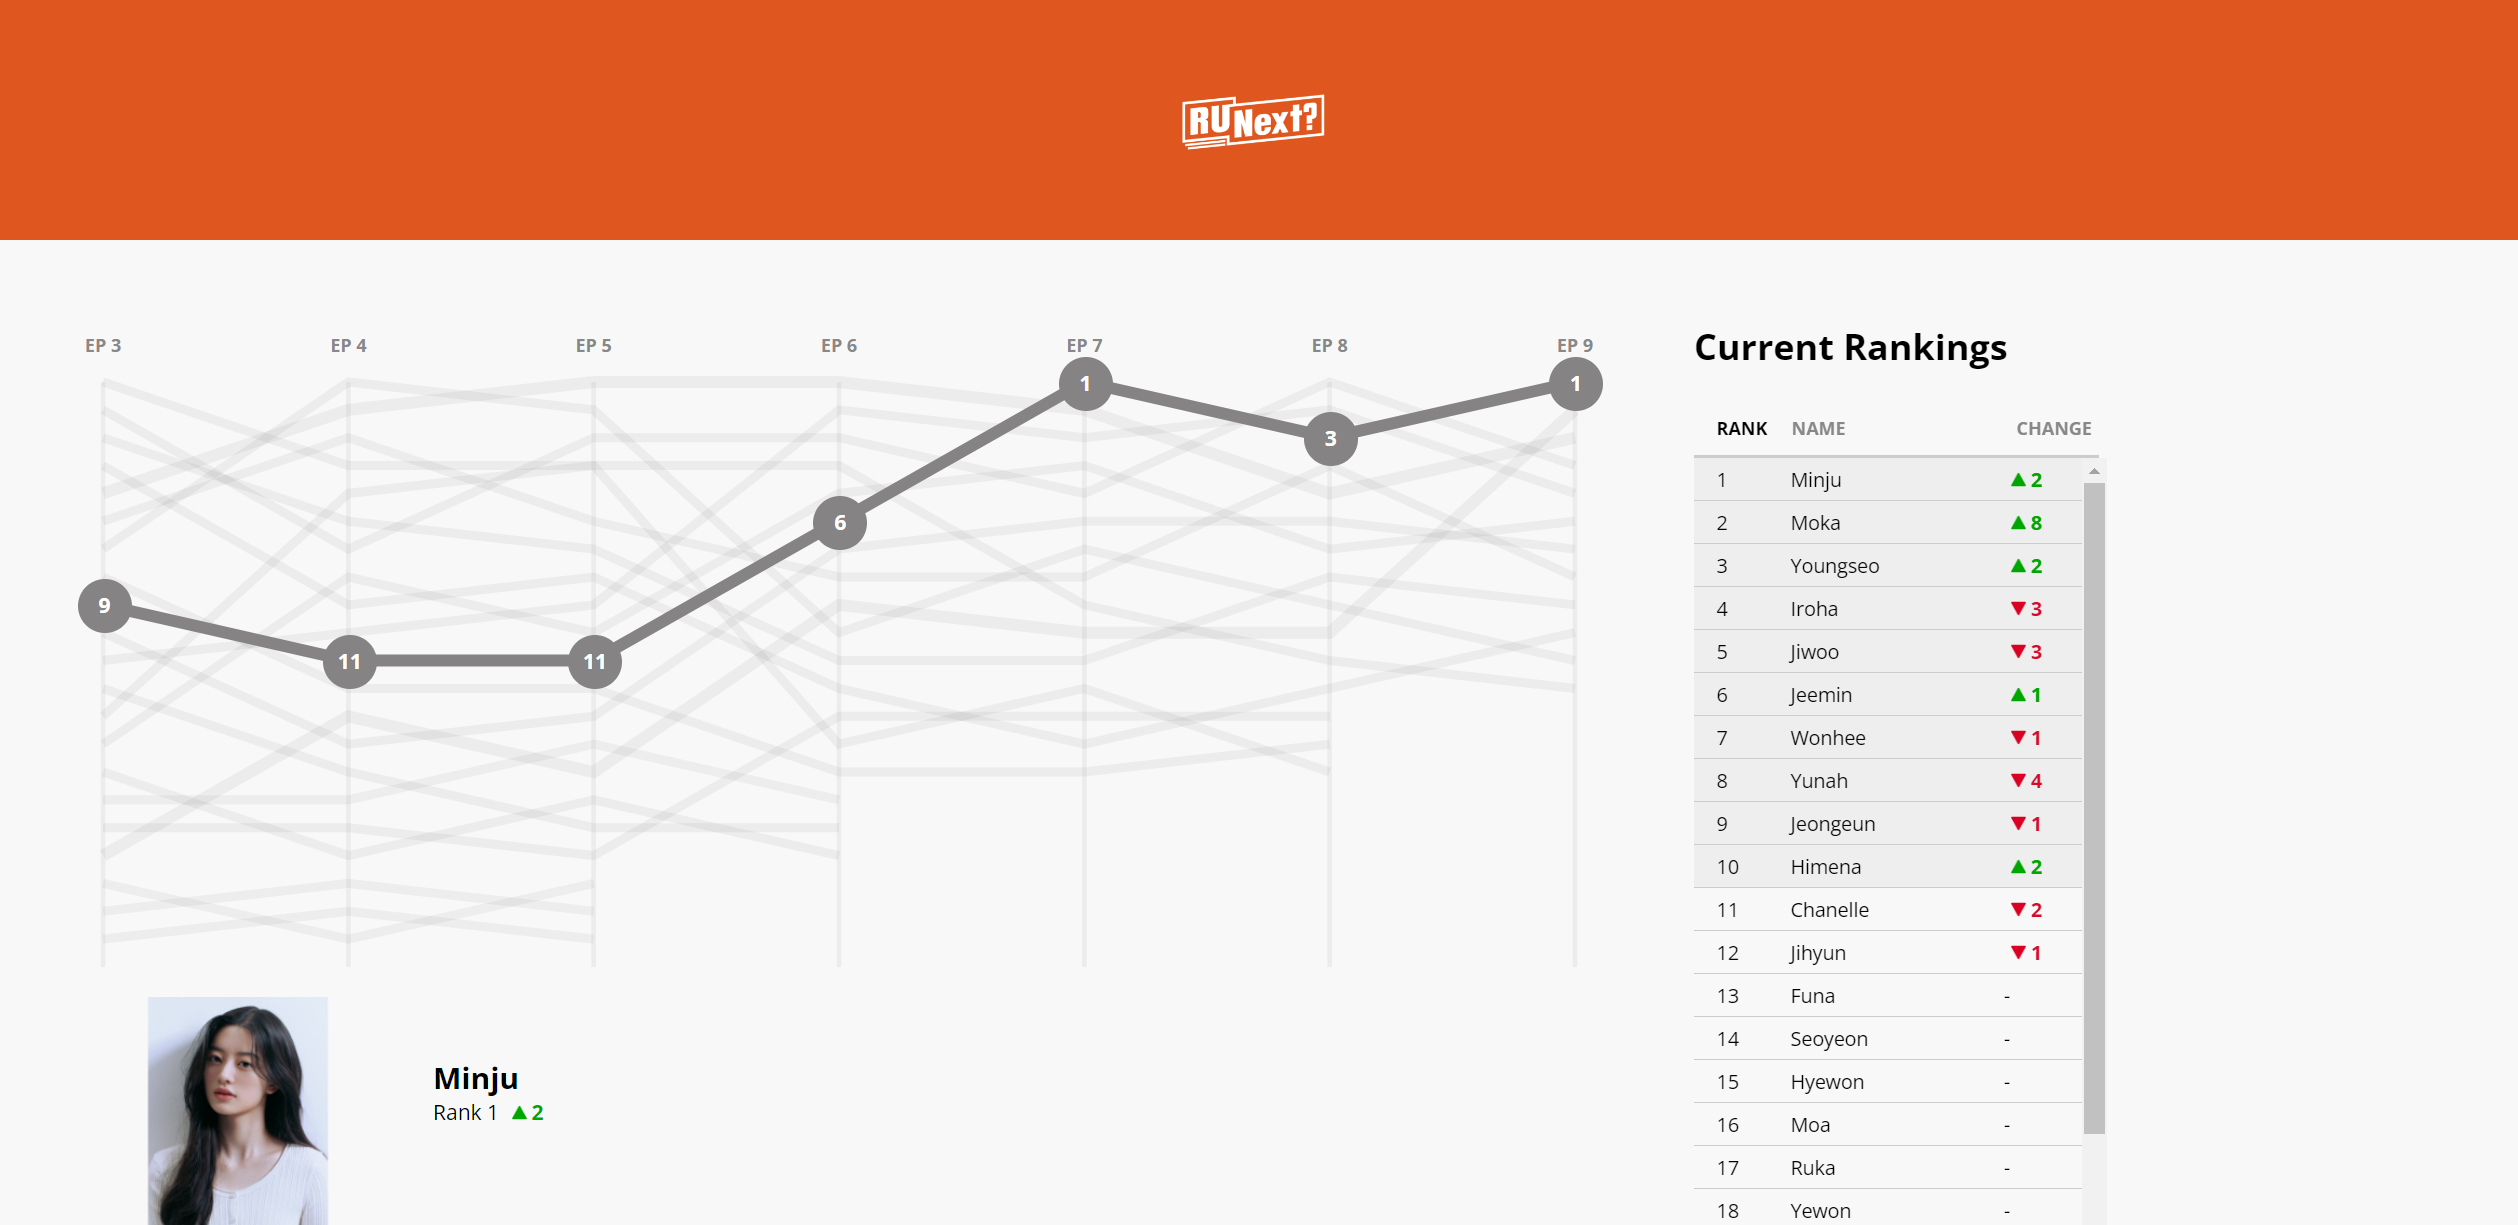 RUNext?
EP 3 EP 4 EP 5 EP 6 EP 7 EP 8 EP 9
9 11 11 6 1 3 1
Minju
Rank 1 ▲ 2
Current Rankings
RANK NAME CHANGE
1 Minju ▲ 2
2 Moka ▲ 8
3 Youngseo ▲ 2
4 Iroha ▼ 3
5 Jiwoo ▼ 3
6 Jeemin ▲ 1
7 Wonhee ▼ 1
8 Yunah ▼ 4
9 Jeongeun ▼ 1
10 Himena ▲ 2
11 Chanelle ▼ 2
12 Jihyun ▼ 1
13 Funa -
14 Seoyeon -
15 Hyewon -
16 Moa -
17 Ruka -
18 Yewon -